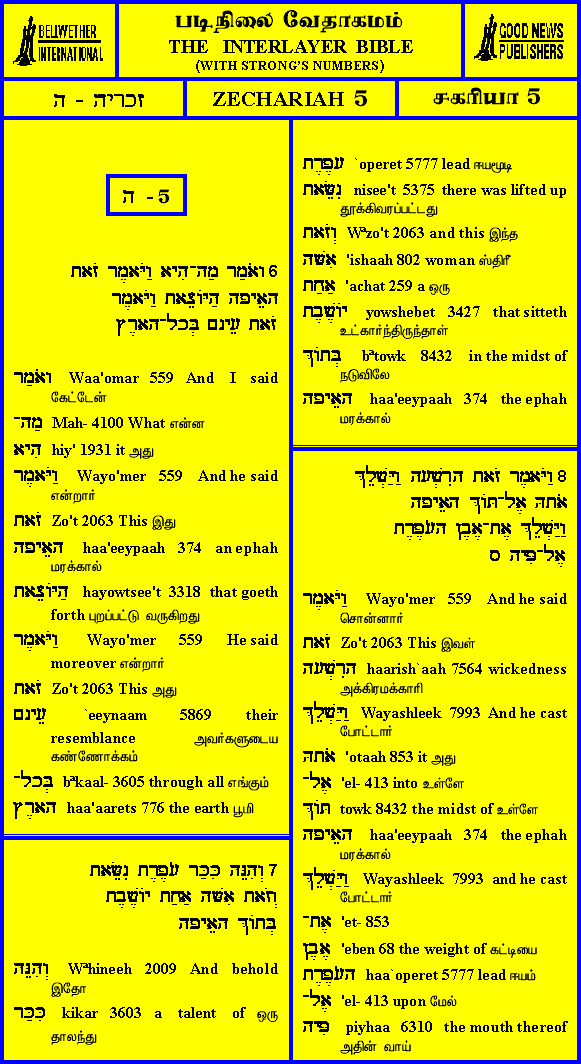 BELLWETHER
INTERNATIONAL
படிநிலை வேதாகமம்
THE INTERLAYER BIBLE
(WITH STRONG'S NUMBERS)
GOOD NEWS
PUBLISHERS
זכריה - ה
ZECHARIAH 5
சகரியா 5
ה - 5
6 וָאֹמַר מַה־הִיא וַיֹּאמֶר זֹאת
הָאֵיפָה הַיּוֹצֵאת וַיֹּאמֶר
זֹאת עֵינָם בְּכָל־הָאָרֶץ
וָאֹמַר Waa'omar 559 And I said
கேட்டேன்
מַה־ Mah- 4100 What என்ன
הִיא hiy' 1931 it அது
וַיֹּאמֶר Wayo'mer 559 And he said
என்றார்
זֹאת Zo't 2063 This இது
הָאֵיפָה haa'eeypaah 374 an ephah
மரக்கால்
הַיּוֹצֵאת hayowtsee't 3318 that goeth
forth புறப்பட்டு வருகிறது
וַיֹּאמֶר Wayo'mer 559 He said
moreover என்றார்
זֹאת Zo't 2063 This அது
עֵינָם `eeynaam 5869 their
resemblance அவர்களுடைய
கண்ணோக்கம்
בְּכָל־ bªkaal- 3605 through all எங்கும்
הָאָרֶץ haa'aarets 776 the earth பூமி
7 וְהִנֵּה כִּכַּר עֹפֶרֶת נִשֵּׂאת
וְזֹאת אִשָּׁה אַחַת יוֹשֶׁבֶת
בְּתוֹךְ הָאֵיפָה
וְהִנֵּה Wªhineeh 2009 And behold
இதோ
כִּכַּר kikar 3603 a talent of ஒரு
தாலந்து
עֹפֶרֶת `operet 5777 lead ஈயமூடி
נִשֵּׂאת nisee't 5375 there was lifted up
தூக்கிவரப்பட்டது
וְזֹאת Wªzo't 2063 and this இந்த
אִשָּׁה 'ishaah 802 woman ஸ்திரீ
אַחַת 'achat 259 a ஒரு
יוֹשֶׁבֶת yowshebet 3427 that sitteth
உட்கார்ந்திருந்தாள்
בְּתוֹךְ bªtowk 8432 in the midst of
நடுவிலே
הָאֵיפָה haa'eeypaah 374 the ephah
மரக்கால்
8 וַיֹּאמֶר זֹאת הָרִשְׁעָה וַיַּשְׁלֵךְ
אֹתָהּ אֶל־תּוֹךְ הָאֵיפָה
וַיַּשְׁלֵךְ אֶת־אֶבֶן הָעֹפֶרֶת
אֶל־פִּיהָ ס
וַיֹּאמֶר Wayo'mer 559 And he said
சொன்னார்
זֹאת Zo't 2063 This இவள்
הָרִשְׁעָה haarish`aah 7564 wickedness
அக்கிரமக்காரி
וַיַּשְׁלֵךְ Wayashleek 7993 And he cast
போட்டார்
אֹתָהּ 'otaah 853 it அது
אֶל־ 'el- 413 into உள்ளே
תּוֹךְ towk 8432 the midst of உள்ளே
הָאֵיפָה haa'eeypaah 374 the ephah
மரக்கால்
וַיַּשְׁלֵךְ Wayashleek 7993 and he cast
போட்டார்
אֶת־ 'et- 853
אֶבֶן 'eben 68 the weight of கட்டியை
הָעֹפֶרֶת haa`operet 5777 lead ஈயம்
אֶל־ 'el- 413 upon மேல்
פִּיהָ piyhaa 6310 the mouth thereof
அதின் வாய்